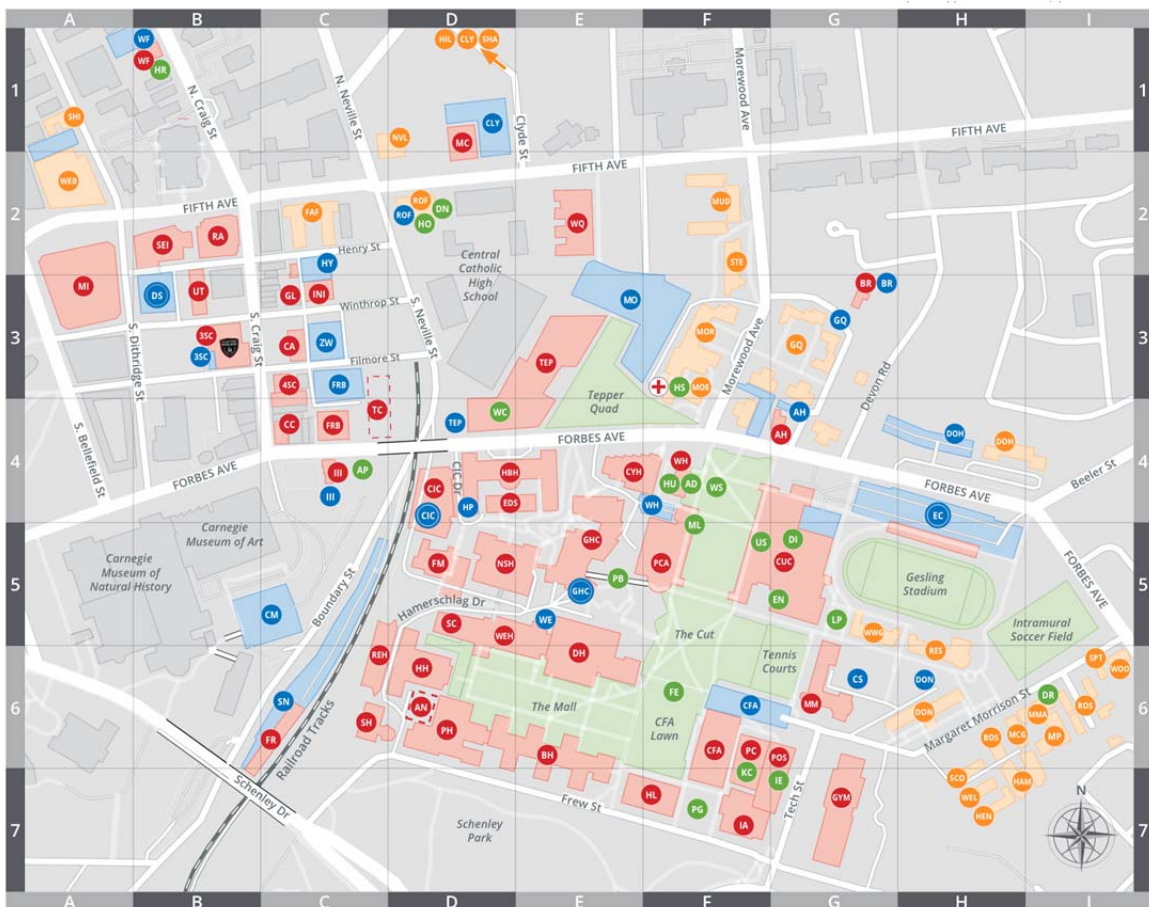 A B C D E F G H I
WF
WF
HR
HIL CLY SHA
1
1
SHI
N. Craig St
N. Neville St
NVL
MC
CLY
Clyde St
Morewood Ave
FIFTH AVE
FIFTH AVE
WEB
2
2
FIFTH AVE
FAF
ROF
ROF
DN
HO
WQ
MUD
SEI
RA
Henry St
HY
Central
Catholic
High
School
STE
MI
DS
UT
GL
INI
Winthrop St
MO
BR
BR
S. Dithridge St
S. Craig St
S. Neville St
3
3
3SC
3SC
CA
ZW
MOR
GQ
GQ
TEP
Filmore St
Morewood Ave
Devon Rd
4SC
FRB
TC
Tepper
Quad
HS
MOE
CC
FRB
TEP
WC
AH
AH
DOH
DOH
S. Bellefield St
FORBES AVE
FORBES AVE
FORBES AVE
Beeler St
4
4
III
AP
III
CIC
CIC Dr
HBH
CYH
WH
HU
AD
WS
CIC
HP
EDS
WH
EC
Carnegie
Museum of Art
ML
Carnegie
Museum of
Natural History
GHC
US
DI
5
5
FM
NSH
PCA
CUC
Gesling
Stadium
FORBES AVE
GHC
PB
EN
Boundary St
Hamerschlag Dr
CM
SC
WE
WEH
LP
WWG
Intramural
Soccer Field
The Cut
REH
HH
DH
Tennis
Courts
RES
SPT
WOO
CS
DON
FE
DR
6
6
SN
AN
The Mall
CFA
MM
DON
Margaret Morrison St
ROS
MMA
SH
PH
CFA
Lawn
BOS
MCG
MP
FR
BH
CFA
PC
POS
Railroad Tracks
KC
IE
SCO
HAM
Schenley Dr
Frew St
HL
PG
Tech St
GYM
WEL
HEN
N
7
7
Schenley
Park
IA
A B C D E F G H I